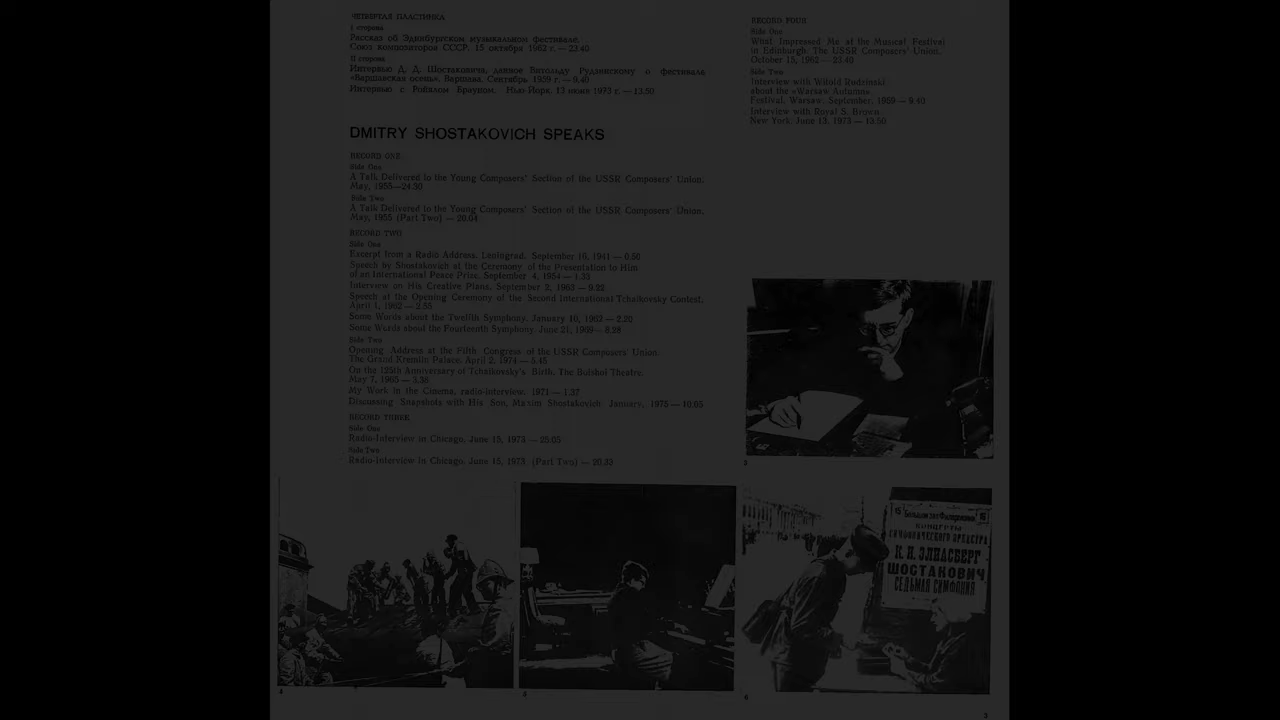 ЧЕТВЕРТАЯ ПЛАСТИНКА
I сторона
Рассказ об Эдинбургском музыкальном фестивале.
Союз композиторов СССР. 15 октября 1962 г. — 23.40
II сторона
Интервью Д. Д. Шостаковича, данное Витольду Рудзинскому о фестивале
«Варшавская осень». Варшава. Сентябрь 1959 г. — 9.40
Интервью с Ройялом Брауном. Нью-Йорк. 13 июня 1973 г. — 13.50
DMITRY SHOSTAKOVICH SPEAKS
RECORD ONE
Side One
A Talk Delivered to the Young Composers' Section of the USSR Composers' Union.
May, 1955—24.30
Side Two
A Talk Delivered to the Young Composers' Section of the USSR Composers' Union.
May, 1955 (Part Two) — 20.04
RECORD TWO
Side One
Excerpt from a Radio Address. Leningrad. September 16, 1941 — 0.50
Speech by Shostakovich at the Ceremony of the Presentation to Him
of an International Peace Prize. September 4, 1954 — 1.33
Interview on His Creative Plans. September 2, 1963 — 9.22
Speech at the Opening Ceremony of the Second International Tchaikovsky Contest.
April 1, 1962 — 2.55
Some Words about the Twelfth Symphony. January 10, 1962 — 2.20
Some Words about the Fourteenth Symphony. June 21, 1969 — 8.28
Side Two
Opening Address at the Fifth Congress of the USSR Composers' Union.
The Grand Kremlin Palace. April 2, 1974 — 5.45
On the 125th Anniversary of Tchaikovsky's Birth. The Bolshoi Theatre.
May 7, 1965 — 3.38
My Work in the Cinema, radio-interview. 1971 — 1.37
Discussing Snapshots with His Son, Maxim Shostakovich. January, 1975 — 10.05
RECORD THREE
Side One
Radio-Interview in Chicago. June 15, 1973 — 25.05
Side Two
Radio-Interview in Chicago. June 15, 1973 (Part Two) — 20.33
RECORD FOUR
Side One
What Impressed Me at the Musical Festival
in Edinburgh. The USSR Composers' Union.
October 15, 1962 — 23.40
Side Two
Interview with Witold Rudzinski
about the «Warsaw Autumn»
Festival. Warsaw. September, 1959 — 9.40
Interview with Royal S. Brown.
New York. June 13, 1973 — 13.50
3
4
5
6
Большой зал Филармонии
КОНЦЕРТЫ
СИМФОНИЧЕСКОГО ОРКЕСТРА
К. И. ЭЛИАСБЕРГ
ШОСТАКОВИЧ
СЕДЬМАЯ СИМФОНИЯ
3